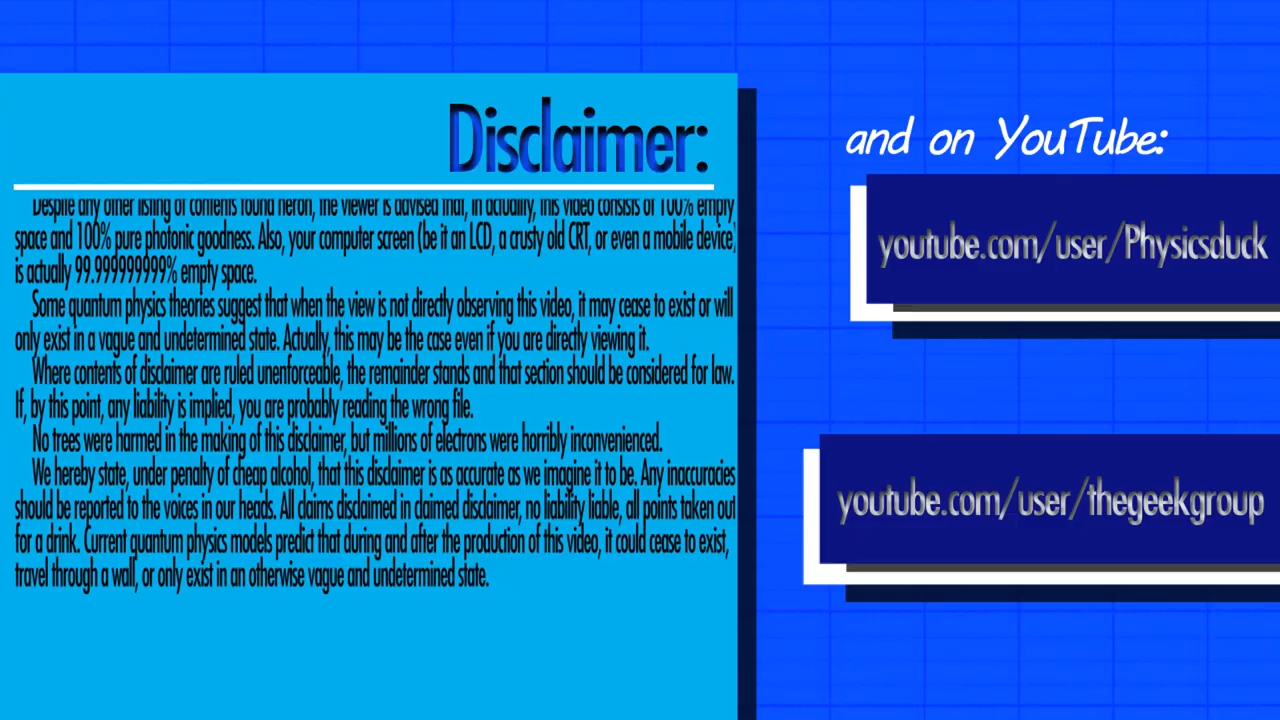 Disclaimer:
Despite any other listing of contents found heron, the viewer is advised that, in actuality, this video consists of 100% empty
space and 100% pure photonic goodness. Also, your computer screen (be it an LCD, a crusty old CRT, or even a mobile device,
is actually 99.999999999% empty space.
Some quantum physics theories suggest that when the view is not directly observing this video, it may cease to exist or will
only exist in a vague and undetermined state. Actually, this may be the case even if you are directly viewing it.
Where contents of disclaimer are ruled unenforceable, the remainder stands and that section should be considered for law.
If, by this point, any liability is implied, you are probably reading the wrong file.
No trees were harmed in the making of this disclaimer, but millions of electrons were horribly inconvenienced.
We hereby state, under penalty of cheap alcohol, that this disclaimer is as accurate as we imagine it to be. Any inaccuracies
should be reported to the voices in our heads. All claims disclaimed in claimed disclaimer, no liability liable, all points taken out
for a drink. Current quantum physics models predict that during and after the production of this video, it could cease to exist,
travel through a wall, or only exist in an otherwise vague and undetermined state.
and on YouTube:
youtube.com/user/Physicsduck
youtube.com/user/thegeekgroup